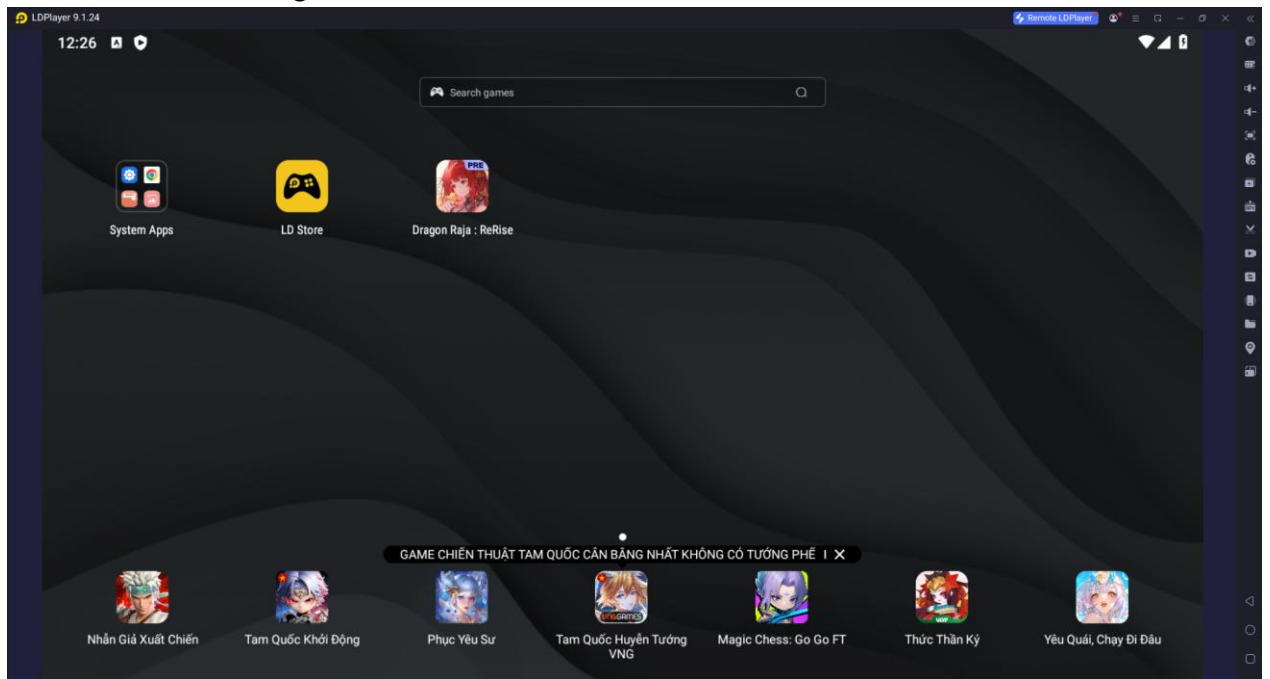 LDPlayer 9.1.24
Remote LDPlayer
12:26
Search games
PRE
System Apps
LD Store
Dragon Raja : ReRise
GAME CHIẾN THUẬT TAM QUỐC CÂN BẰNG NHẤT KHÔNG CÓ TƯỚNG PHẾ
VNGGAMES
Nhẫn Giả Xuất Chiến
Tam Quốc Khởi Động
Phục Yêu Sư
Tam Quốc Huyễn Tướng
VNG
Magic Chess: Go Go FT
Thức Thần Ký
Yêu Quái, Chạy Đi Đâu